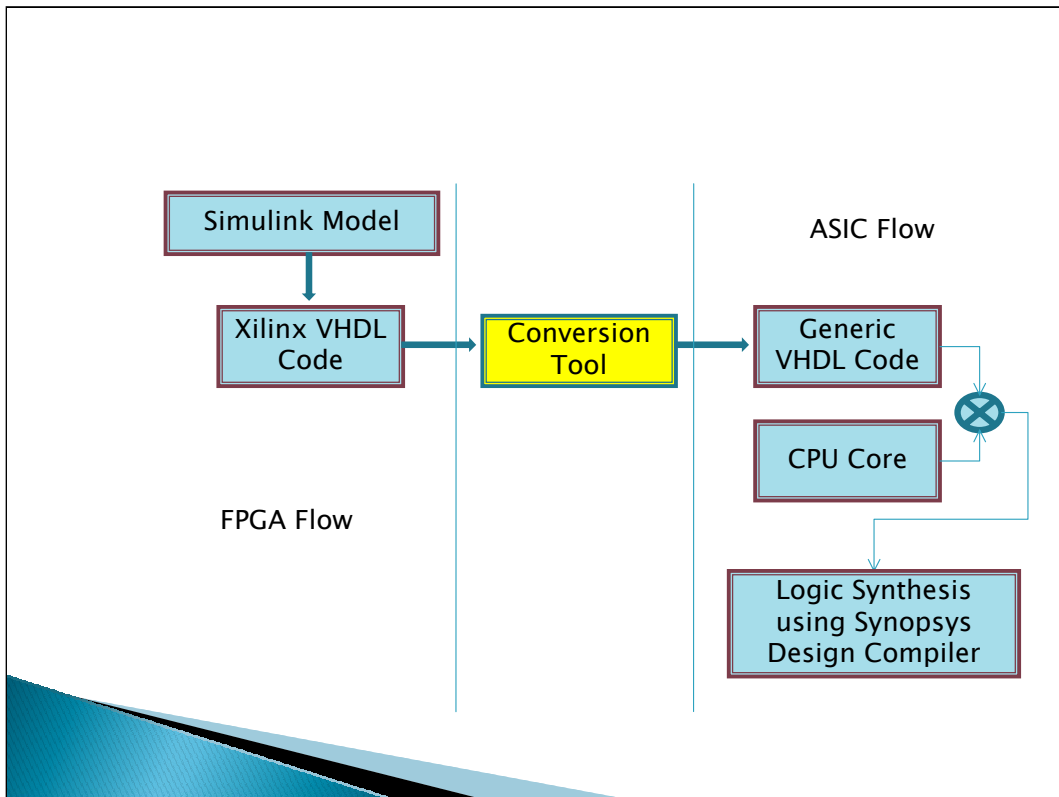 Simulink Model
ASIC Flow
Xilinx VHDL
Code
Conversion
Tool
Generic
VHDL Code
CPU Core
FPGA Flow
Logic Synthesis
using Synopsys
Design Compiler